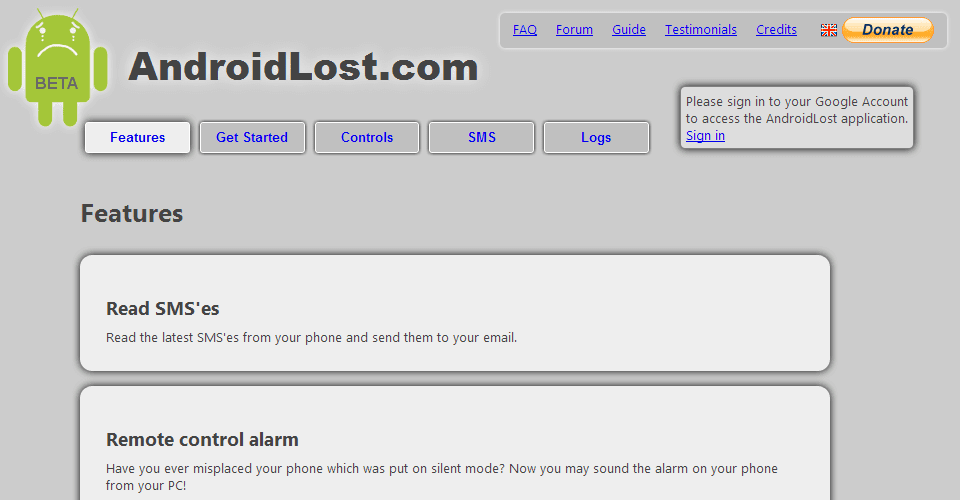 FAQ Forum Guide Testimonials Credits Donate
BETA
AndroidLost.com
Please sign in to your Google Account
to access the AndroidLost application.
Sign in
Features Get Started Controls SMS Logs
Features
Read SMS'es
Read the latest SMS'es from your phone and send them to your email.
Remote control alarm
Have you ever misplaced your phone which was put on silent mode? Now you may sound the alarm on your phone
from your PC!